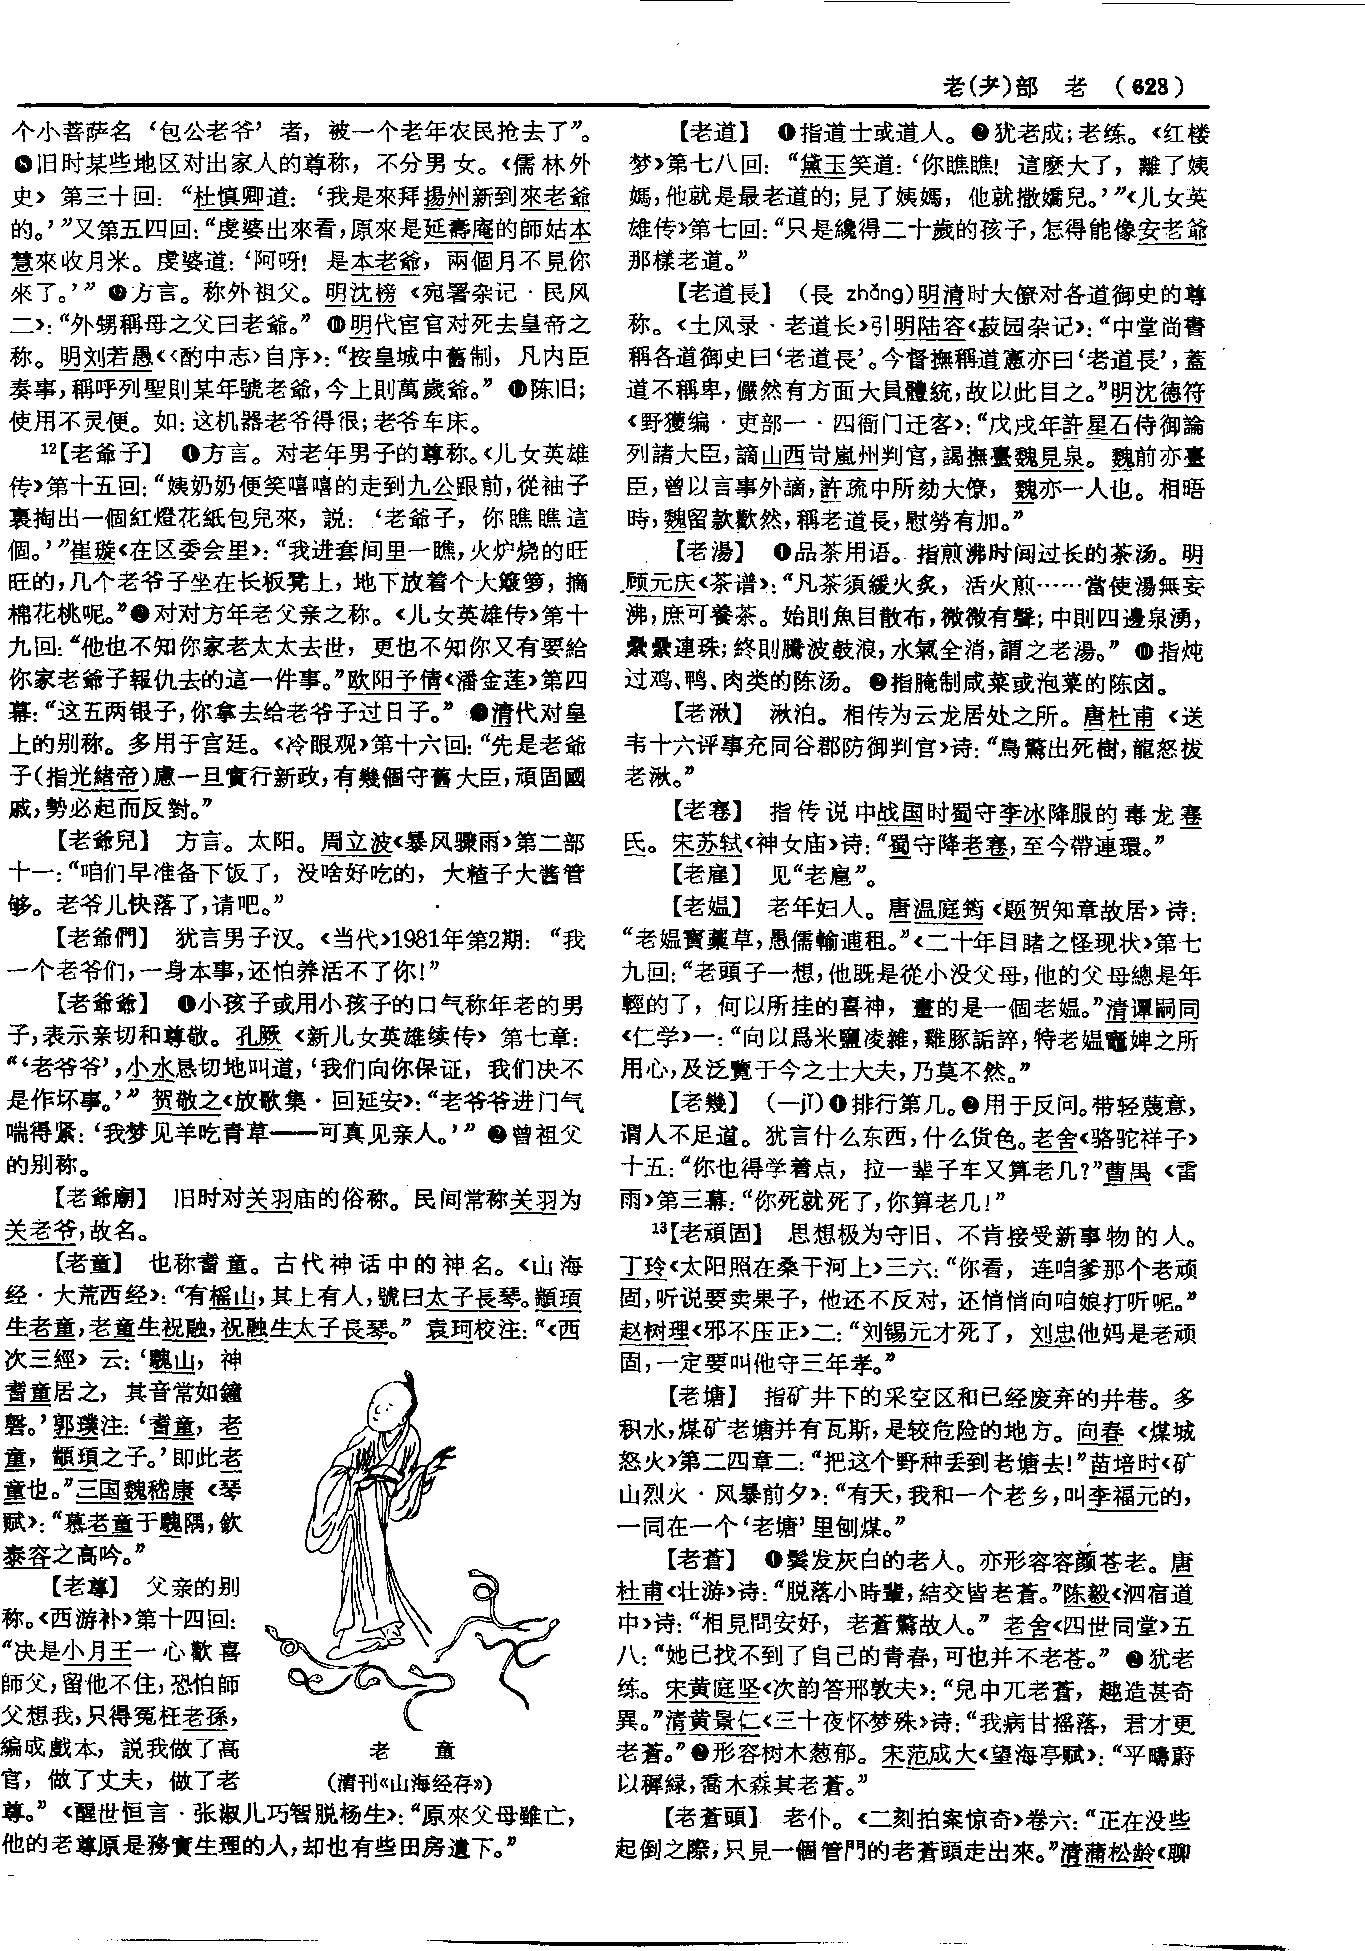 老(耂)部　老　(623)
个小菩萨名‘包公老爷’者，被一个老年农民抢去了”。
❾旧时某些地区对出家人的尊称，不分男女。《儒林外
史》第三十回：“杜慎卿道：‘我是來拜揚州新到來老爺
的。’”又第五四回：“虔婆出來看，原來是延壽庵的師姑本
慧來收月米。虔婆道：‘阿呀！是本老爺，兩個月不見你
來了。’”❿方言。称外祖父。明沈榜《宛署杂记·民风
二》：“外甥稱母之父曰老爺。”⓫明代宦官对死去皇帝之
称。明刘若愚《〈酌中志〉自序》：“按皇城中舊制，凡内臣
奏事，稱呼列聖則某年號老爺，今上則萬歲爺。”⓬陈旧；
使用不灵便。如：这机器老爷得很；老爷车床。
12【老爺子】❶方言。对老年男子的尊称。《儿女英雄
传》第十五回：“姨奶奶便笑嘻嘻的走到九公跟前，從袖子
裏掏出一個紅燈花紙包兒來，説：‘老爺子，你瞧瞧這
個。’”崔璇《在区委会里》：“我进套间里一瞧，火炉烧的旺
旺的，几个老爷子坐在长板凳上，地下放着个大簸箩，摘
棉花桃呢。”❷对对方年老父亲之称。《儿女英雄传》第十
九回：“他也不知你家老太太去世，更也不知你又有要給
你家老爺子報仇去的這一件事。”欧阳予倩《潘金莲》第四
幕：“这五两银子，你拿去给老爷子过日子。”❸清代对皇
上的别称。多用于宫廷。《冷眼观》第十六回：“先是老爺
子(指光緒帝)慮一旦實行新政，有幾個守舊大臣，頑固國
戚，勢必起而反對。”
【老爺兒】方言。太阳。周立波《暴风骤雨》第二部
十一：“咱们早准备下饭了，没啥好吃的，大𥻗子大酱管
够。老爷儿快落了，请吧。”
【老爺們】犹言男子汉。《当代》1981年第2期：“我
一个老爷们，一身本事，还怕养活不了你！”
【老爺爺】❶小孩子或用小孩子的口气称年老的男
子，表示亲切和尊敬。孔厥《新儿女英雄续传》第七章：
“‘老爷爷’，小水恳切地叫道，‘我们向你保证，我们决不
是作坏事。’”贺敬之《放歌集·回延安》：“老爷爷进门气
喘得紧：‘我梦见羊吃青草——可真见亲人。’”❷曾祖父
的别称。
【老爺廟】旧时对关羽庙的俗称。民间常称关羽为
关老爷，故名。
【老童】也称耆童。古代神话中的神名。《山海
经·大荒西经》：“有榣山，其上有人，號曰太子長琴。顓頊
生老童，老童生祝融，祝融生太子長琴。”袁珂校注：“《西
次三經》云：‘騩山，神
耆童居之，其音常如鐘
磬。’郭璞注：‘耆童，老
童，顓頊之子。’即此老
童也。”三国魏嵇康《琴
赋》：“慕老童于騩隅，欽
泰容之高吟。”
【老尊】父亲的别
称。《西游补》第十四回：
“决是小月王一心歡喜
師父，留他不住，恐怕師
父想我，只得冤枉老孫，
編成戲本，説我做了高
官，做了丈夫，做了老
尊。”《醒世恒言·张淑儿巧智脱杨生》：“原來父母雖亡，
他的老尊原是務實生理的人，却也有些田房遺下。”
老　童
(清刊《山海经存》)
【老道】❶指道士或道人。❷犹老成；老练。《红楼
梦》第七八回：“黛玉笑道：‘你瞧瞧！這麽大了，離了姨
媽，他就是最老道的；見了姨媽，他就撒嬌兒。’”《儿女英
雄传》第七回：“只是纔得二十歲的孩子，怎得能像安老爺
那樣老道。”
【老道長】(長 zhǎng)明清时大僚对各道御史的尊
称。《土风录·老道长》引明陆容《菽园杂记》：“中堂尚書
稱各道御史曰‘老道長’。今督撫稱道憲亦曰‘老道長’，蓋
道不稱卑，儼然有方面大員體統，故以此目之。”明沈德符
《野獲编·吏部一·四衙门迁客》：“戊戌年許星石侍御論
列諸大臣，謫山西岢嵐州判官，謁撫臺魏見泉。魏前亦臺
臣，曾以言事外謫，許疏中所劾大僚，魏亦一人也。相晤
時，魏留款歡然，稱老道長，慰勞有加。”
【老湯】❶品茶用语。指煎沸时间过长的茶汤。明
顾元庆《茶谱》：“凡茶須緩火炙，活火煎……當使湯無妄
沸，庶可養茶。始則魚目散布，微微有聲；中則四邊泉湧，
纍纍連珠；終則騰波鼓浪，水氣全消，謂之老湯。”⓫指炖
过鸡、鸭、肉类的陈汤。❷指腌制咸菜或泡菜的陈卤。
【老湫】湫泊。相传为云龙居处之所。唐杜甫《送
韦十六评事充同谷郡防御判官》诗：“鳥驚出死樹，龍怒拔
老湫。”
【老蹇】指传说中战国时蜀守李冰降服的毒龙蹇
氏。宋苏轼《神女庙》诗：“蜀守降老蹇，至今帶連環。”
【老雇】见“老扈”。
【老媪】老年妇人。唐温庭筠《题贺知章故居》诗：
“老媪寶藁草，愚儒輸逋租。”《二十年目睹之怪现状》第七
九回：“老頭子一想，他既是從小没父母，他的父母總是年
輕的了，何以所挂的喜神，畫的是一個老媪。”清谭嗣同
《仁学》一：“向以爲米鹽凌雜，雞豚詬誶，特老媪竈婢之所
用心，及泛覽于今之士大夫，乃莫不然。”
【老幾】(—jǐ)❶排行第几。❷用于反问。带轻蔑意，
谓人不足道。犹言什么东西，什么货色。老舍《骆驼祥子》
十五：“你也得学着点，拉一辈子车又算老几？”曹禺《雷
雨》第三幕：“你死就死了，你算老几！”
13【老頑固】思想极为守旧、不肯接受新事物的人。
丁玲《太阳照在桑干河上》三六：“你看，连咱爹那个老顽
固，听说要卖果子，他还不反对，还悄悄向咱娘打听呢。”
赵树理《邪不压正》二：“刘锡元才死了，刘忠他妈是老顽
固，一定要叫他守三年孝。”
【老塘】指矿井下的采空区和已经废弃的井巷。多
积水，煤矿老塘并有瓦斯，是较危险的地方。向春《煤城
怒火》第二四章二：“把这个野种丢到老塘去！”苗培时《矿
山烈火·风暴前夕》：“有天，我和一个老乡，叫李福元的，
一同在一个‘老塘’里刨煤。”
【老蒼】❶鬓发灰白的老人。亦形容容颜苍老。唐
杜甫《壮游》诗：“脱落小時輩，結交皆老蒼。”陈毅《泗宿道
中》诗：“相見問安好，老蒼驚故人。”老舍《四世同堂》五
八：“她已找不到了自己的青春，可也并不老苍。”❷犹老
练。宋黄庭坚《次韵答邢敦夫》：“兒中兀老蒼，趣造甚奇
異。”清黄景仁《三十夜怀梦殊》诗：“我病甘摇落，君才更
老蒼。”❷形容树木葱郁。宋范成大《望海亭赋》：“平疇蔚
以穉緑，喬木森其老蒼。”
【老蒼頭】老仆。《二刻拍案惊奇》卷六：“正在没些
起倒之際，只見一個管門的老蒼頭走出來。”清蒲松龄《聊